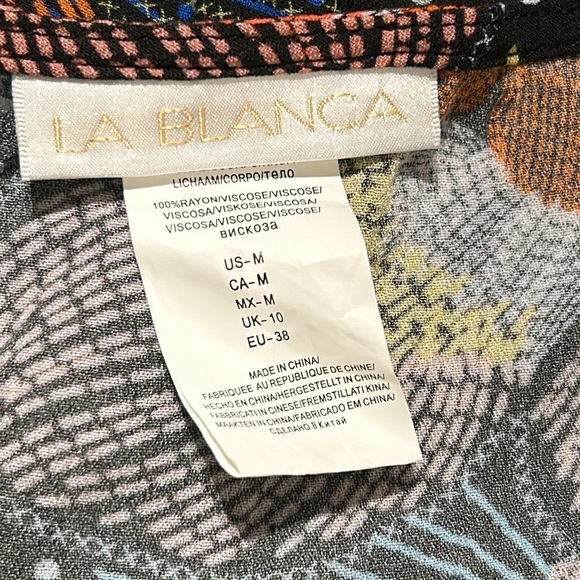 LA BLANCA
LICHAAM/CORPO/тело
100%RAYON/VISCOSE/VISCOSE/
VISCOSA/VISKOSE/VISCOSA/
VISCOSA/VISCOSE/VISCOSE/
вискоза
US-M
CA-M
MX-M
UK-10
EU-38
MADE IN CHINA/
FABRIQUEE AU REPUBLIQUE DE CHINE/
HECHO EN CHINA/HERGESTELLT IN CHINA/
FABBRICATI IN CINESE/FREMSTILLATI KINA/
MAAKTEN IN CHINA/FABRICADO EM CHINA/
СДЕЛАНО В Китай